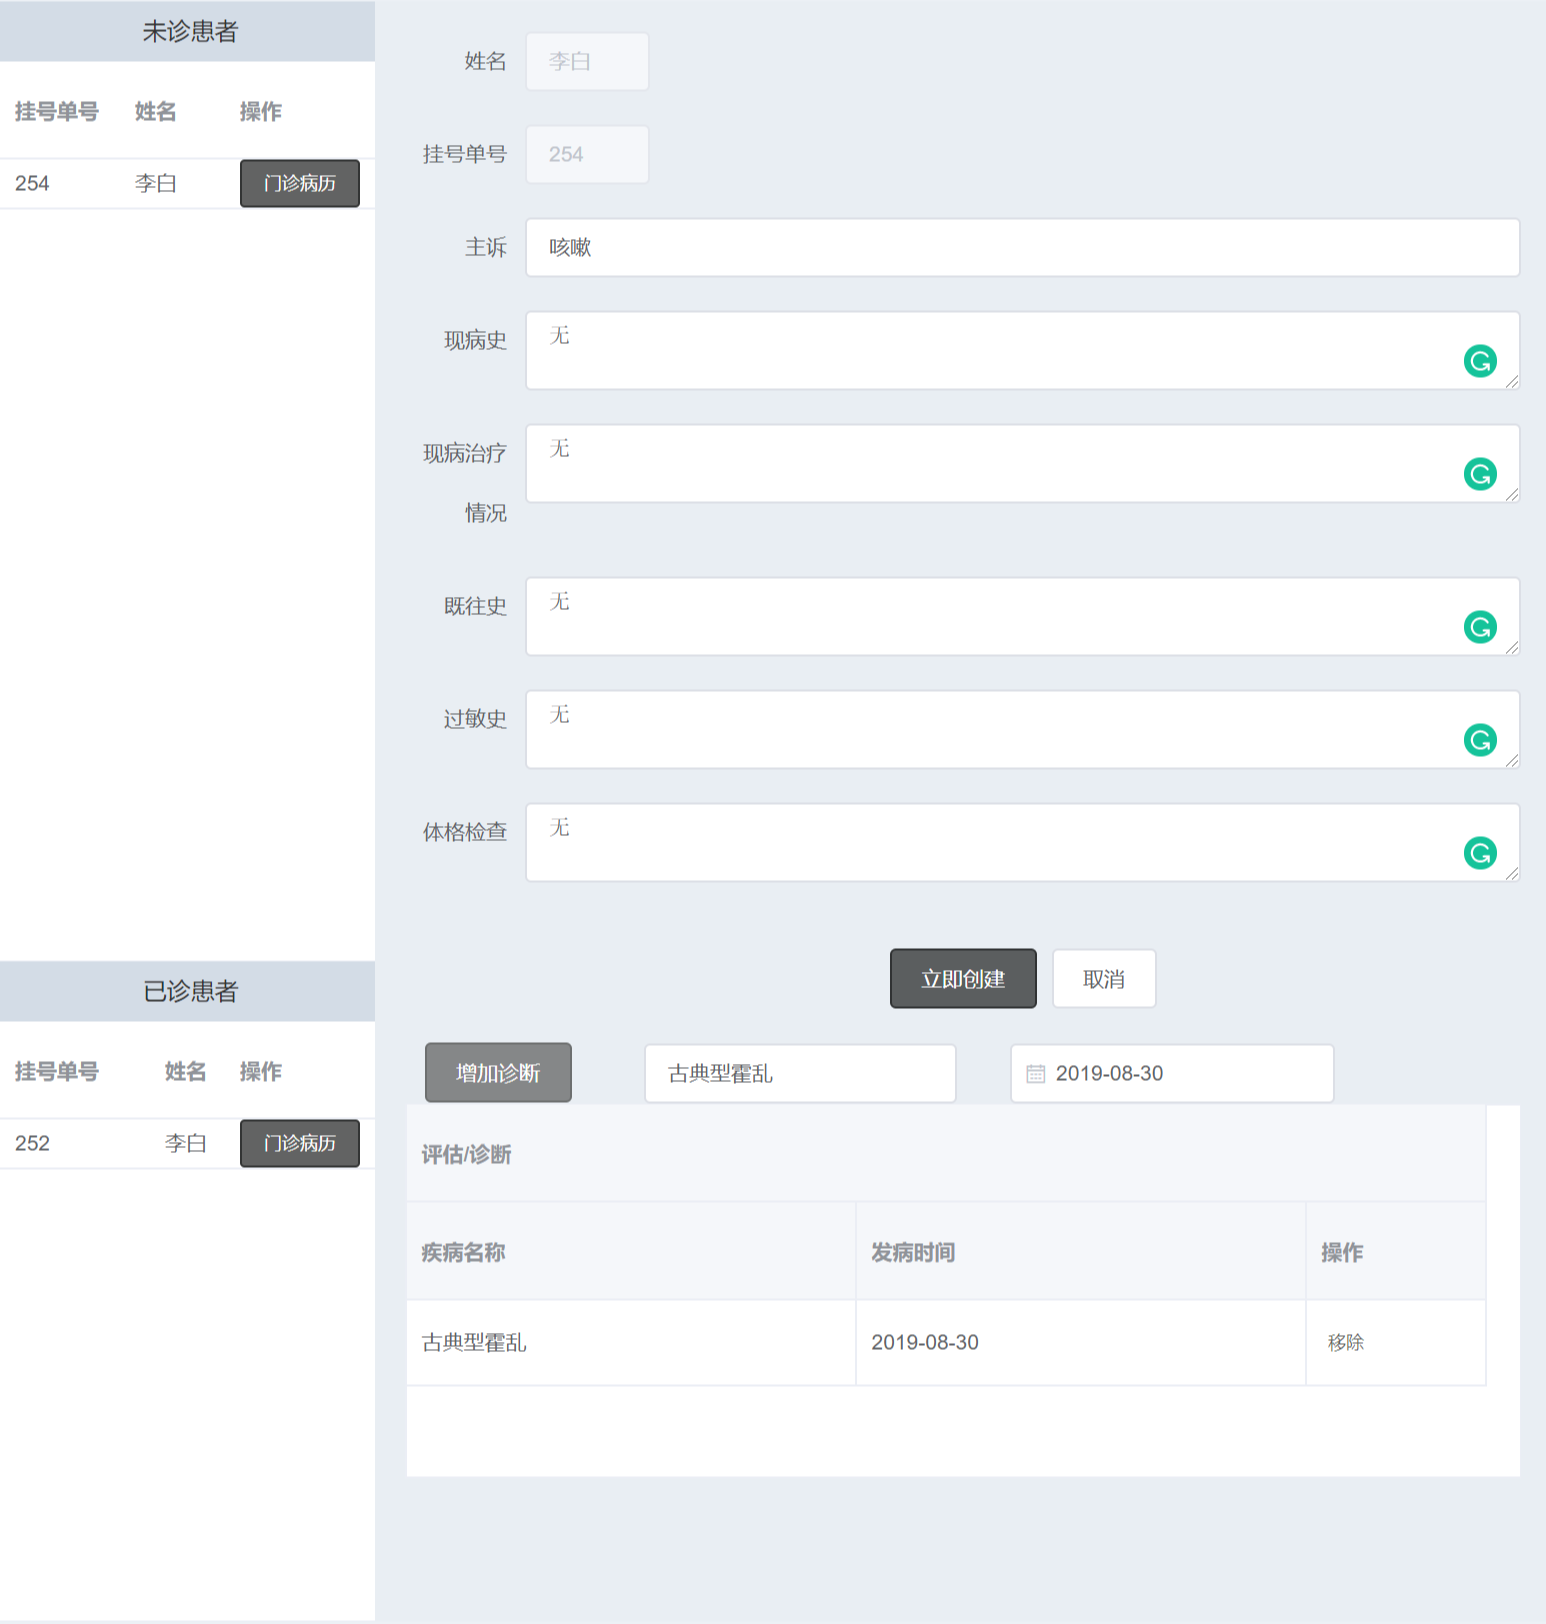 未诊患者
挂号单号 姓名 操作
254 李白 门诊病历
已诊患者
挂号单号 姓名 操作
252 李白 门诊病历
姓名 李白
挂号单号 254
主诉 咳嗽
现病史 无
现病治疗 无
情况
既往史 无
过敏史 无
体格检查 无
立即创建 取消
增加诊断 古典型霍乱 2019-08-30
评估/诊断
疾病名称 发病时间 操作
古典型霍乱 2019-08-30 移除